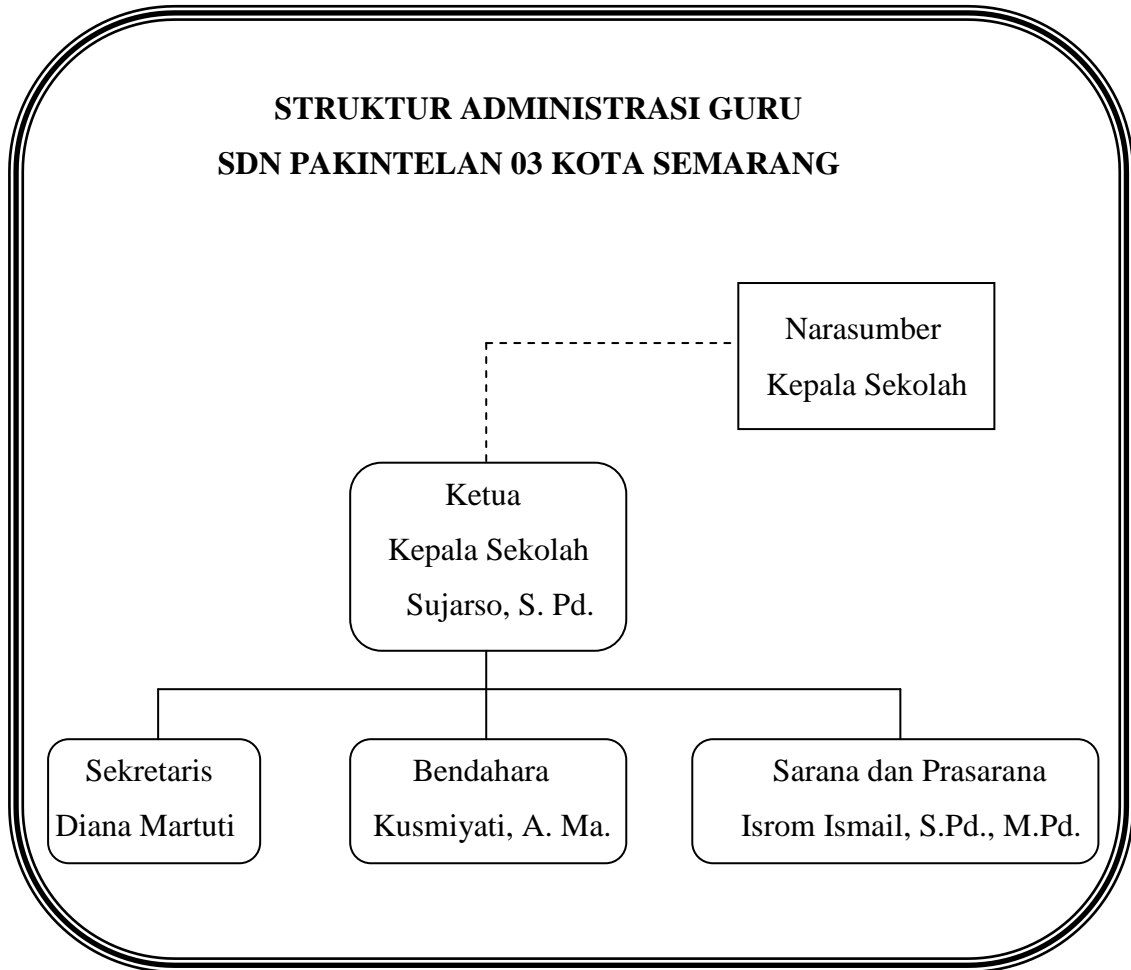 STRUKTUR ADMINISTRASI GURU
SDN PAKINTELAN 03 KOTA SEMARANG
Narasumber
Kepala Sekolah
Ketua
Kepala Sekolah
Sujarso, S. Pd.
Sekretaris
Diana Martuti
Bendahara
Kusmiyati, A. Ma.
Sarana dan Prasarana
Isrom Ismail, S.Pd., M.Pd.